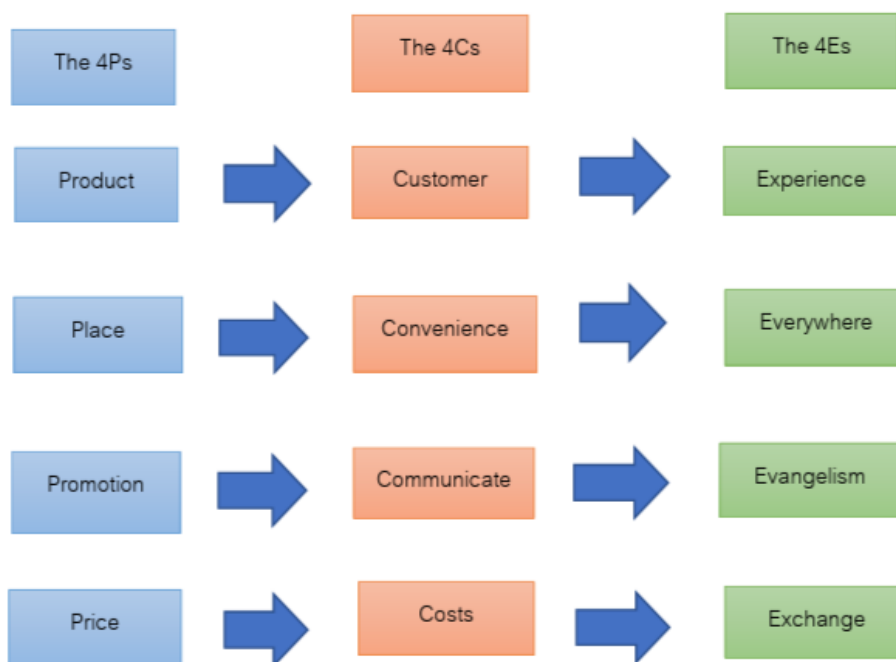 The 4Ps
The 4Cs
The 4Es
Product
Customer
Experience
Place
Convenience
Everywhere
Promotion
Communicate
Evangelism
Price
Costs
Exchange